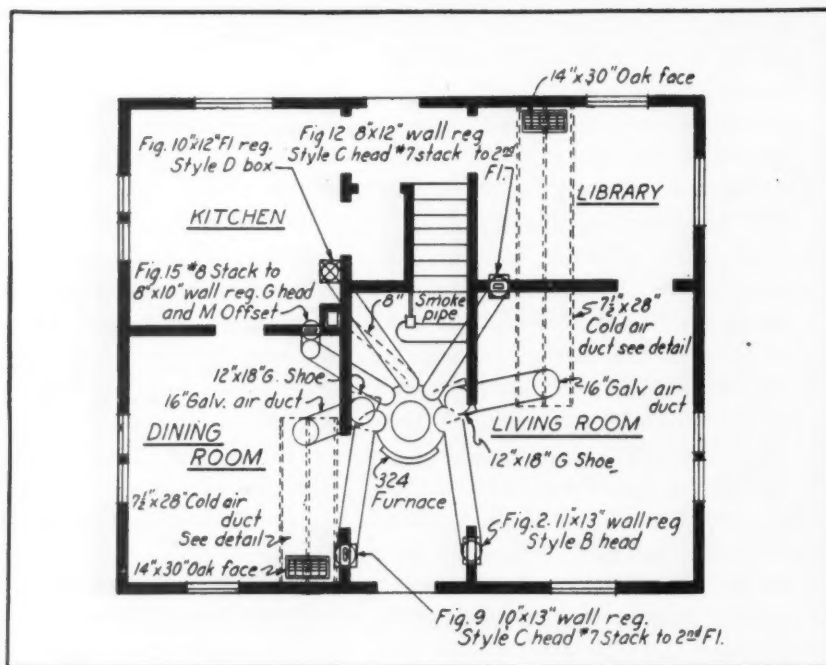 14"x30"Oak face
Fig. 10"x12"Fl reg.
Style D box
Fig 12 8"x12" wall reg
Style C head #7 stack to 2nd
Fl.
LIBRARY
KITCHEN
Fig.15 #8 Stack to
8"x10" wall reg. G head
and M Offset
8"
Smoke
pipe
7½"x28"
Cold air
duct see detail
12"x18"G. Shoe
16"Galv. air duct
16"Galv. air
duct
DINING
ROOM
LIVING ROOM
12"x18"G Shoe
324
Furnace
7½"x28"Cold air
duct
See detail
Fig. 2. 11"x13" wall reg
Style B head
14"x30"Oak face
Fig. 9 10"x13" wall reg.
Style C head #7 Stack to 2nd Fl.